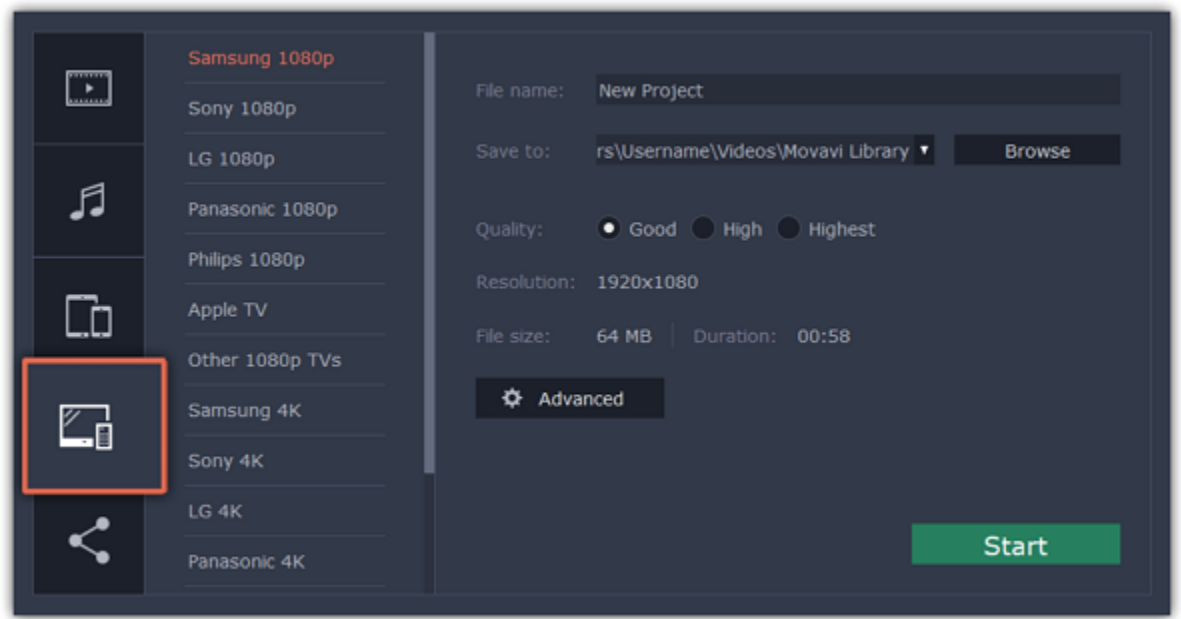 Samsung 1080p
Sony 1080p
LG 1080p
Panasonic 1080p
Philips 1080p
Apple TV
Other 1080p TVs
Samsung 4K
Sony 4K
LG 4K
Panasonic 4K
File name: New Project
Save to: rs\Username\Videos\Movavi Library Browse
Quality: Good High Highest
Resolution: 1920x1080
File size: 64 MB Duration: 00:58
Advanced
Start